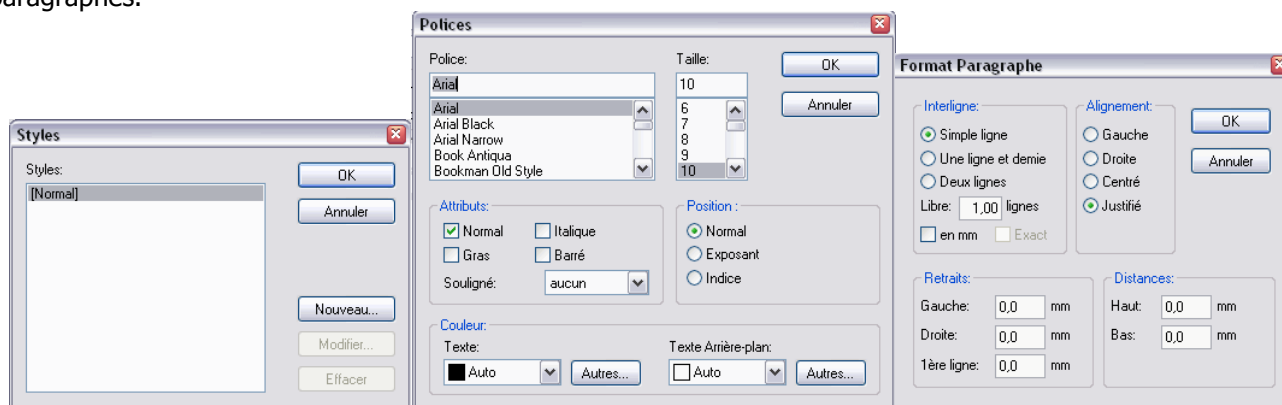 paragraphes.
Styles
Styles:
[Normal]
OK
Annuler
Nouveau...
Modifier...
Effacer
Polices
Police:
Taille:
Arial
10
OK
Annuler
Arial
Arial Black
Arial Narrow
Book Antiqua
Bookman Old Style
6
7
8
9
10
Attributs:
Normal
Italique
Gras
Barré
Souligné:
aucun
Position :
Normal
Exposant
Indice
Couleur:
Texte:
Auto
Autres...
Texte Arrière-plan:
Auto
Autres...
Format Paragraphe
Interligne:
Simple ligne
Une ligne et demie
Deux lignes
Libre: 1,00 lignes
en mm Exact
Alignement:
Gauche
Droite
Centré
Justifié
OK
Annuler
Retraits:
Gauche: 0,0 mm
Droite: 0,0 mm
1ère ligne: 0,0 mm
Distances:
Haut: 0,0 mm
Bas: 0,0 mm